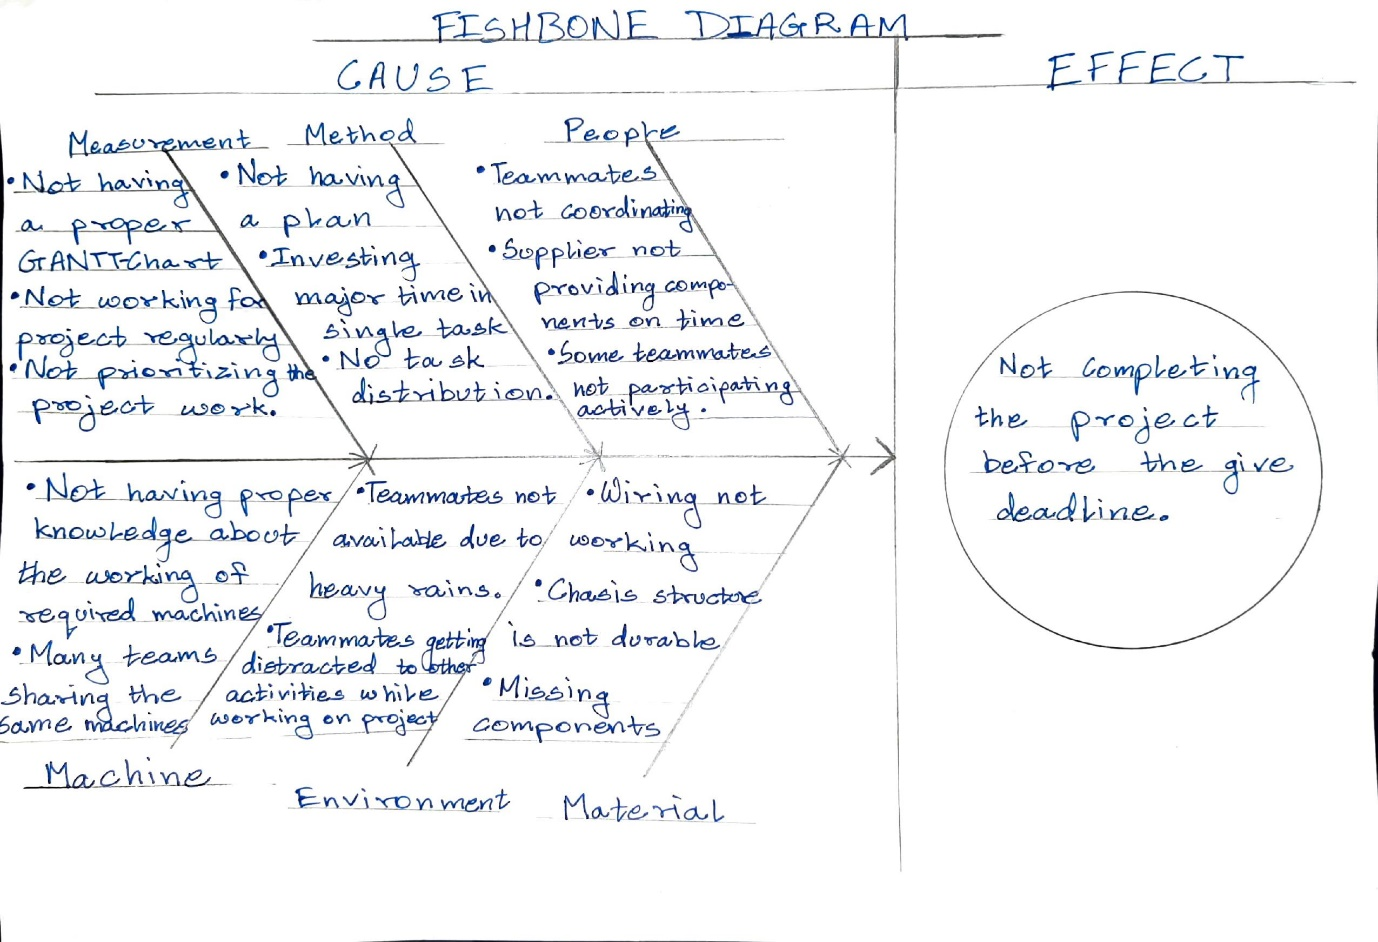 FISHBONE DIAGRAM
CAUSE
EFFECT
Measurement
•Not having
a proper
GANTT-Chart
•Not working for
project regularly
•Not prioritizing the
project work.
Method
•Not having
a plan
•Investing
major time in
single task
•No task
distribution.
People
•Teammates
not coordinating
•Supplier not
providing compo-
nents on time
•Some teammates
not participating
actively.
•Not having proper
knowledge about
the working of
required machines
•Many teams
sharing the
same machines
Machine
•Teammates not
available due to
heavy rains.
•Teammates getting
distracted to other
activities while
working on project
Environment
•Wiring not
working
•Chasis structure
is not durable
•Missing
components
Material
Not completing
the project
before the give
deadline.